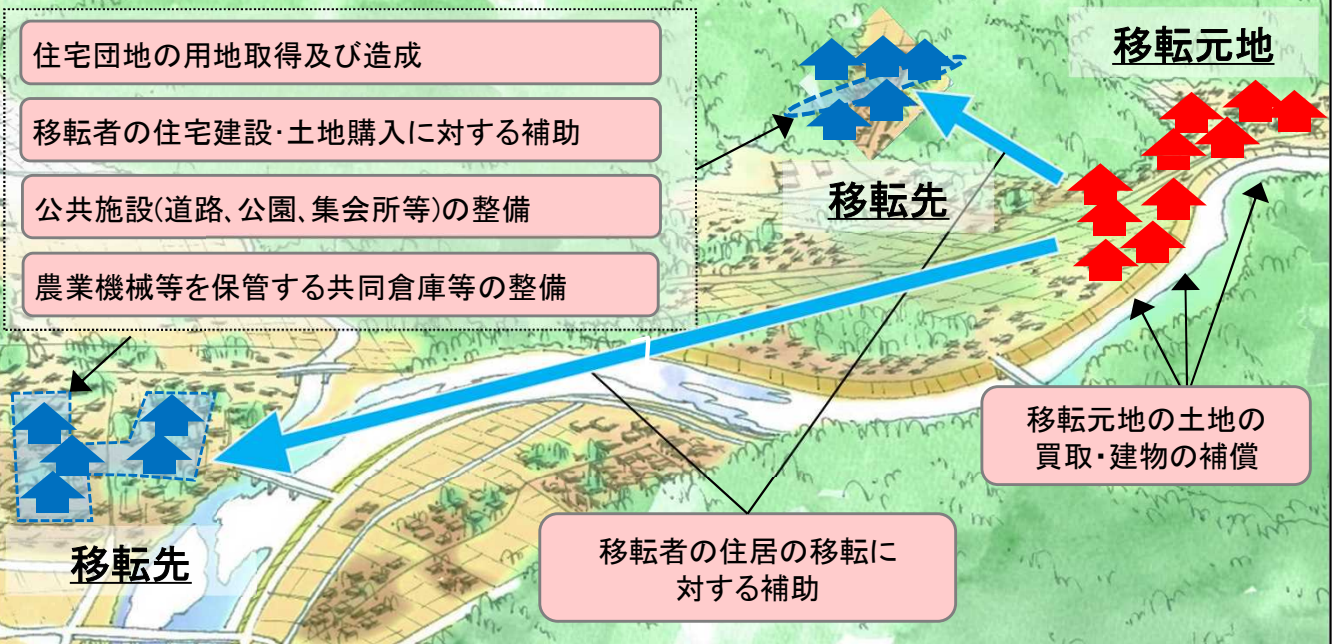 住宅団地の用地取得及び造成
移転者の住宅建設･土地購入に対する補助
公共施設(道路、公園、集会所等)の整備
農業機械等を保管する共同倉庫等の整備
移転元地
移転先
移転元地の土地の
買取・建物の補償
移転者の住居の移転に
対する補助
移転先